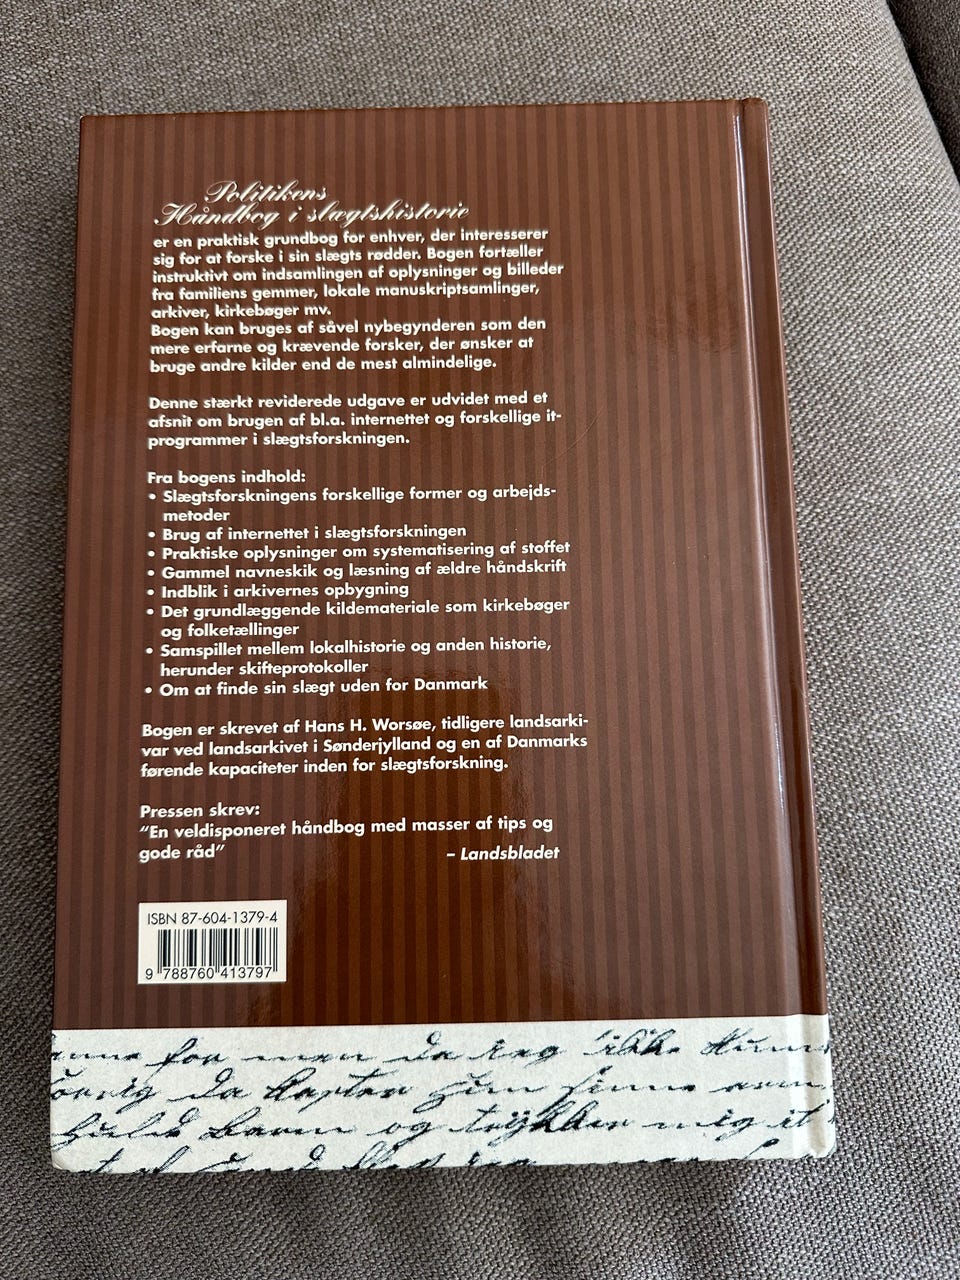 Politikens
Håndbog i slægtshistorie
er en praktisk grundbog for enhver, der interesserer
sig for at forske i sin slægts rødder. Bogen fortæller
instruktivt om indsamlingen af oplysninger og billeder
fra familiens gemmer, lokale manuskriptsamlinger,
arkiver, kirkebøger mv.
Bogen kan bruges af såvel nybegynderen som den
mere erfarne og krævende forsker, der ønsker at
bruge andre kilder end de mest almindelige.
Denne stærkt reviderede udgave er udvidet med et
afsnit om brugen af bl.a. internettet og forskellige it-
programmer i slægtsforskningen.
Fra bogens indhold:
• Slægtsforskningens forskellige former og arbejds-
metoder
• Brug af internettet i slægtsforskningen
• Praktiske oplysninger om systematisering af stoffet
• Gammel navneskik og læsning af ældre håndskrift
• Indblik i arkivernes opbygning
• Det grundlæggende kildemateriale som kirkebøger
og folketællinger
• Samspillet mellem lokalhistorie og anden historie,
herunder skifteprotokoller
• Om at finde sin slægt uden for Danmark
Bogen er skrevet af Hans H. Worsøe, tidligere landsarki-
var ved landsarkivet i Sønderjylland og en af Danmarks
førende kapaciteter inden for slægtsforskning.
Pressen skrev:
“En veldisponeret håndbog med masser af tips og
gode råd” – Landsbladet
ISBN 87-604-1379-4
9 788760 413797
for man da jeg ikke
da
og trykker mig